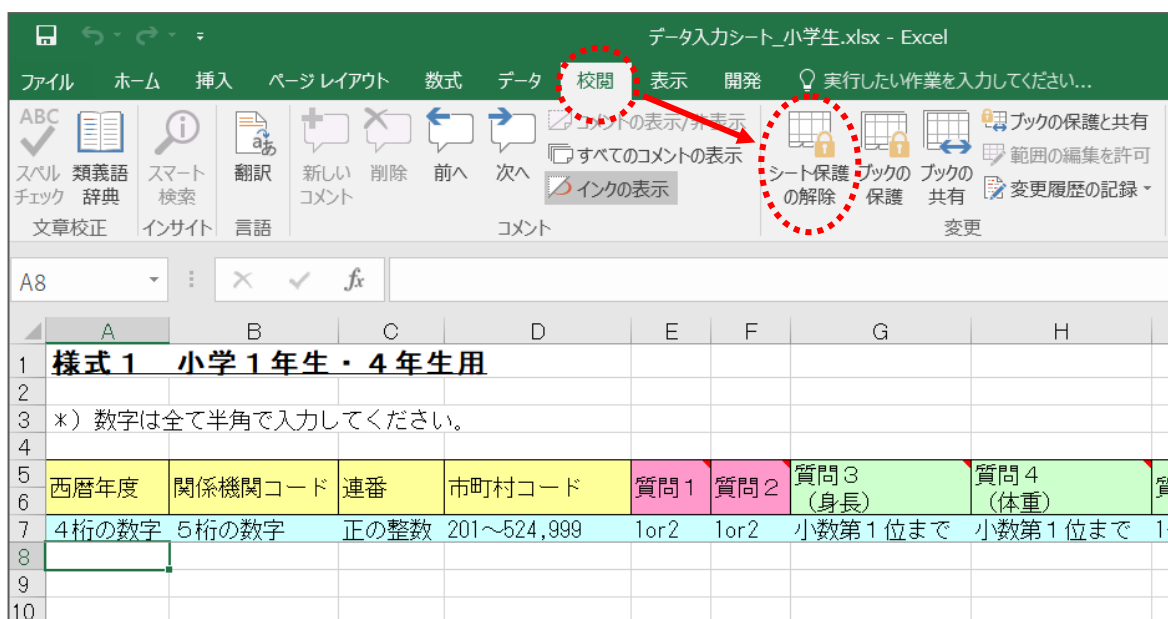 データ入力シート_小学生.xlsx - Excel
ファイル ホーム 挿入 ページ レイアウト 数式 データ 校閲 表示 開発 実行したい作業を入力してください...
ABC
スペル
チェック
類義語
辞典
文章校正
スマート
検索
インサイト
翻訳
言語
新しい
コメント
削除
前へ
次へ
コメントの表示/非表示
すべてのコメントの表示
インクの表示
コメント
シート保護
の解除
ブックの
保護
ブックの
共有
ブックの保護と共有
範囲の編集を許可
変更履歴の記録
変更
A8 fx
A B C D E F G H
1 様式1 小学1年生・4年生用
2
3 *）数字は全て半角で入力してください。
4
5
6
西暦年度 関係機関コード 連番 市町村コード 質問1 質問2
質問3
（身長）
質問4
（体重）
7 4桁の数字 5桁の数字 正の整数 201～524,999 1or2 1or2 小数第1位まで 小数第1位まで
8
9
10